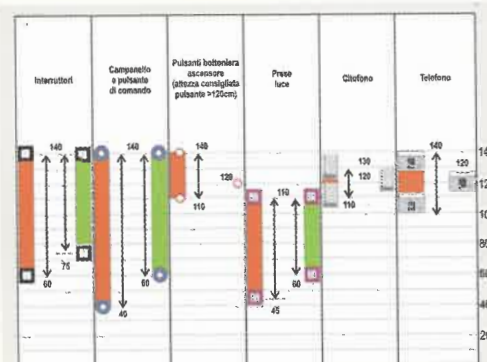 Interruttori
Campanello
e pulsante
di comando
Pulsanti bottoniera
ascensore
(altezza consigliata
pulsante >120cm)
Prese
luce
Citofono
Telefono
140
140
140
130
140
120
120
120
110
110
110
75
60
60
60
40
45